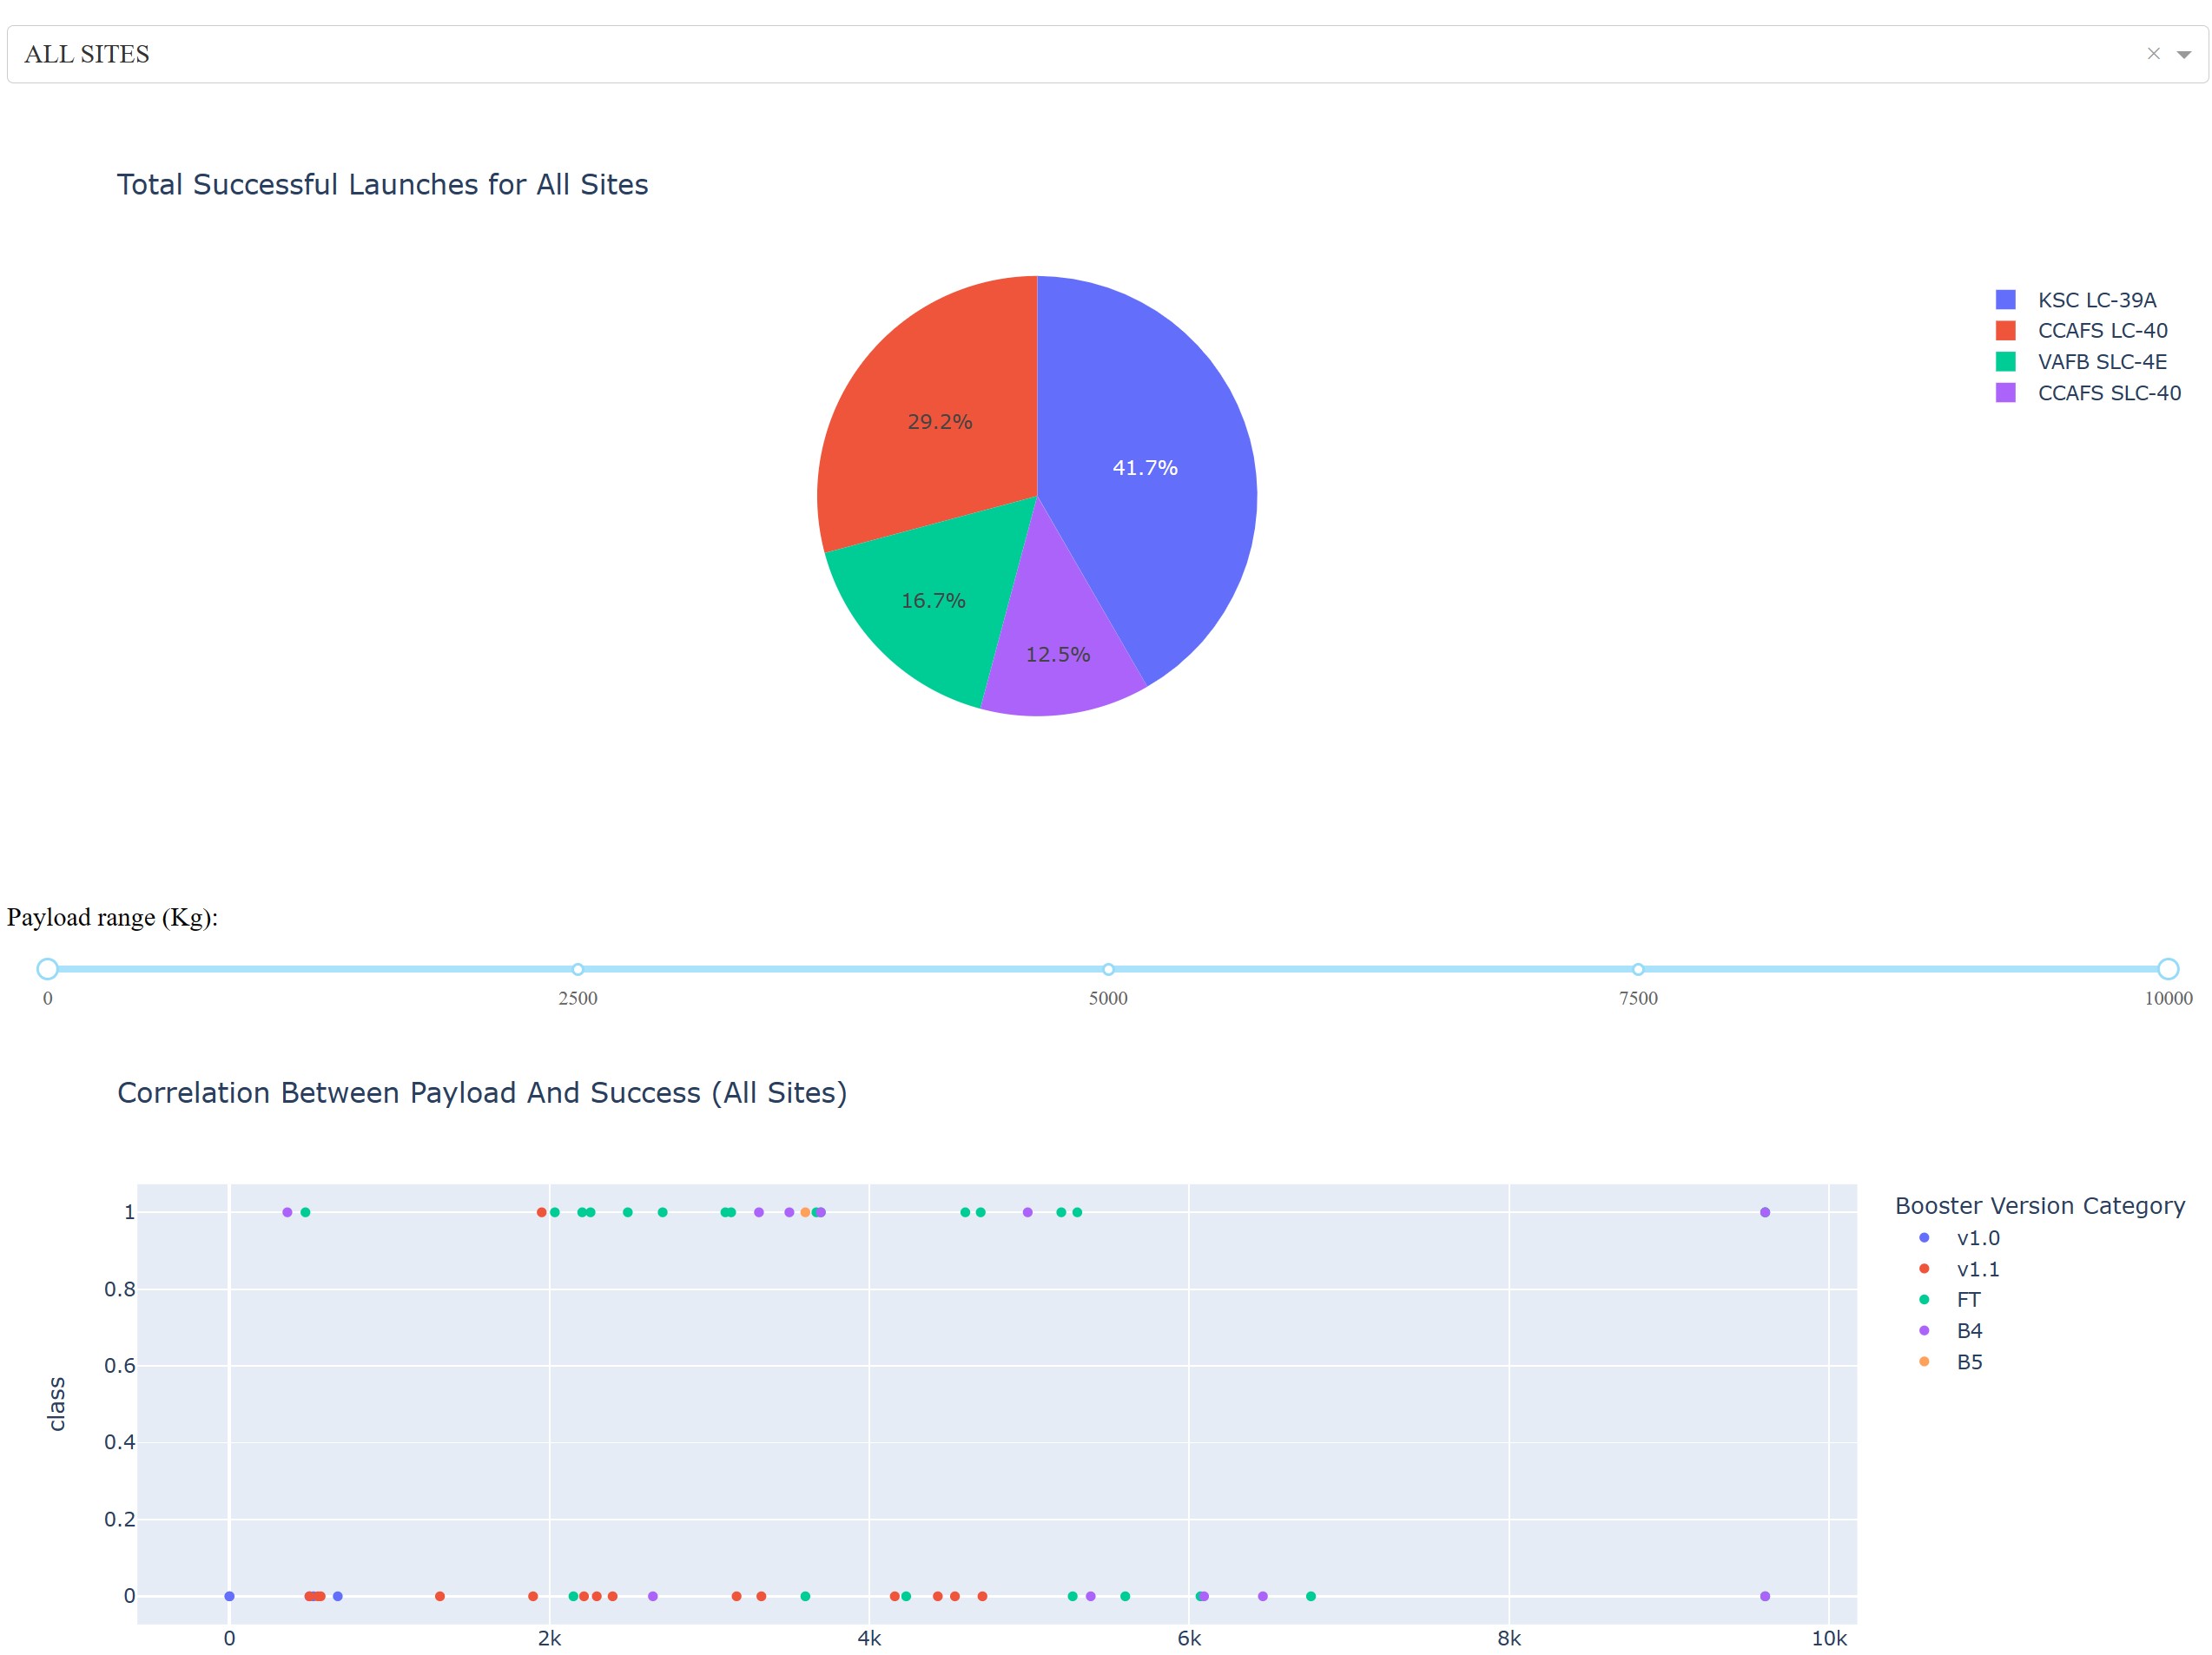 ALL SITES
Total Successful Launches for All Sites
KSC LC-39A
CCAFS LC-40
VAFB SLC-4E
CCAFS SLC-40
29.2%
41.7%
16.7%
12.5%
Payload range (Kg):
0 2500 5000 7500 10000
Correlation Between Payload And Success (All Sites)
Booster Version Category
v1.0
v1.1
FT
B4
B5
class
1
0.8
0.6
0.4
0.2
0
0 2k 4k 6k 8k 10k